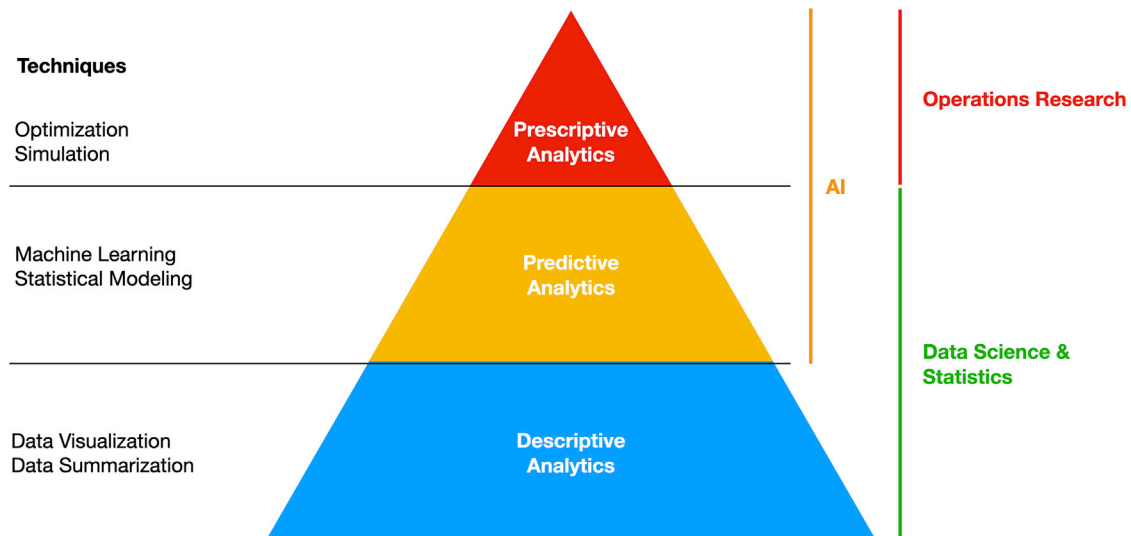 Techniques
Optimization
Simulation
Prescriptive
Analytics
Operations Research
AI
Machine Learning
Statistical Modeling
Predictive
Analytics
Data Science &
Statistics
Data Visualization
Data Summarization
Descriptive
Analytics